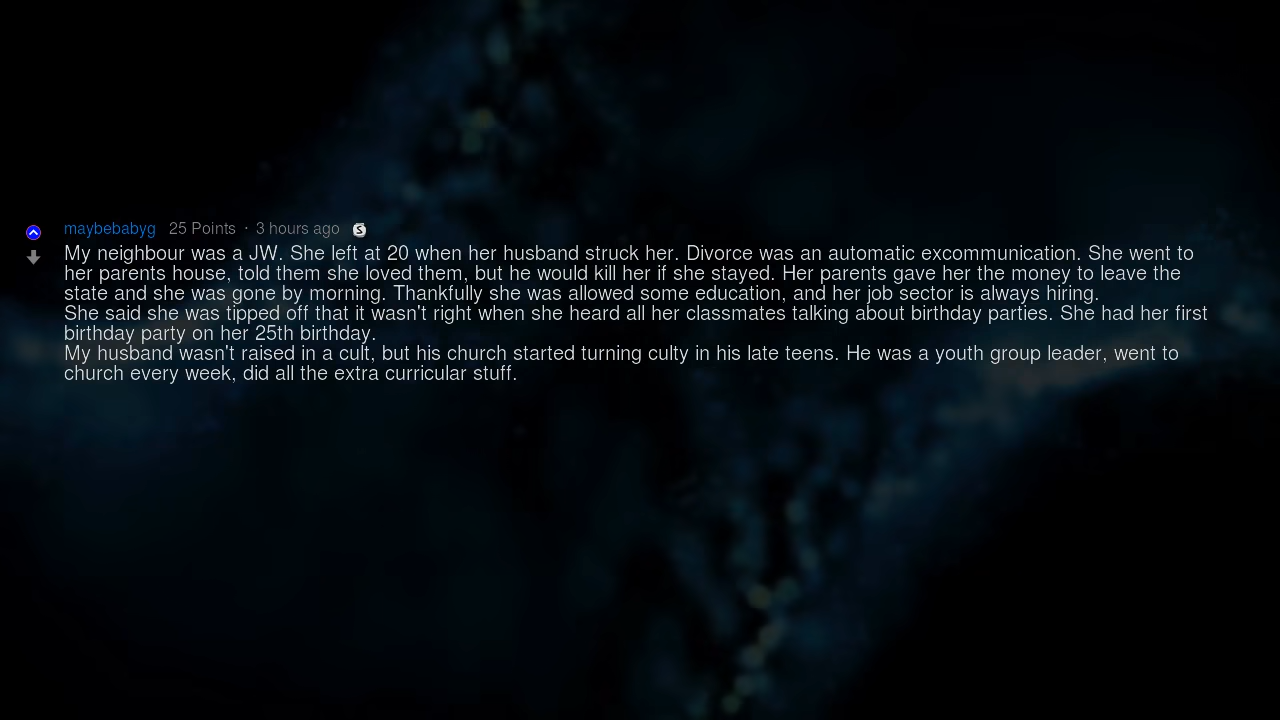 maybebabyg 25 Points · 3 hours ago
My neighbour was a JW. She left at 20 when her husband struck her. Divorce was an automatic excommunication. She went to
her parents house, told them she loved them, but he would kill her if she stayed. Her parents gave her the money to leave the
state and she was gone by morning. Thankfully she was allowed some education, and her job sector is always hiring.
She said she was tipped off that it wasn't right when she heard all her classmates talking about birthday parties. She had her first
birthday party on her 25th birthday.
My husband wasn't raised in a cult, but his church started turning culty in his late teens. He was a youth group leader, went to
church every week, did all the extra curricular stuff.